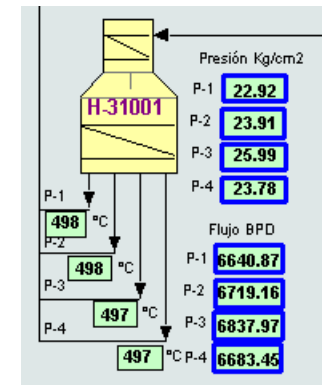 Presión Kg/cm2
H-31001
P-1 22.92
P-2 23.91
P-3 25.99
P-4 23.78
P-1
498 °C
P-2
498 °C
P-3
497 °C
P-4
497 °C
Flujo BPD
P-1 6640.87
P-2 6719.16
P-3 6837.97
P-4 6683.45